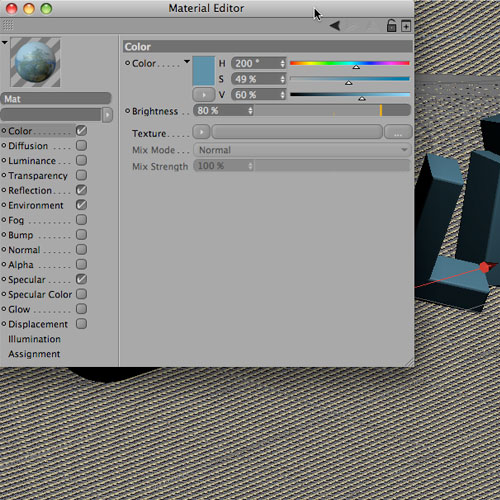 Material Editor
Color
Color . . . . . H 200 °
S 49 %
V 60 %
Brightness . . 80 %
Texture . . . . . ...
Mix Mode . . Normal
Mix Strength 100 %
Mat
Color . . . . . . .
Diffusion . . . .
Luminance . . .
Transparency
Reflection . . .
Environment
Fog . . . . . . . .
Bump . . . . . .
Normal . . . . .
Alpha . . . . . .
Specular . . . .
Specular Color
Glow . . . . . . .
Displacement
Illumination
Assignment